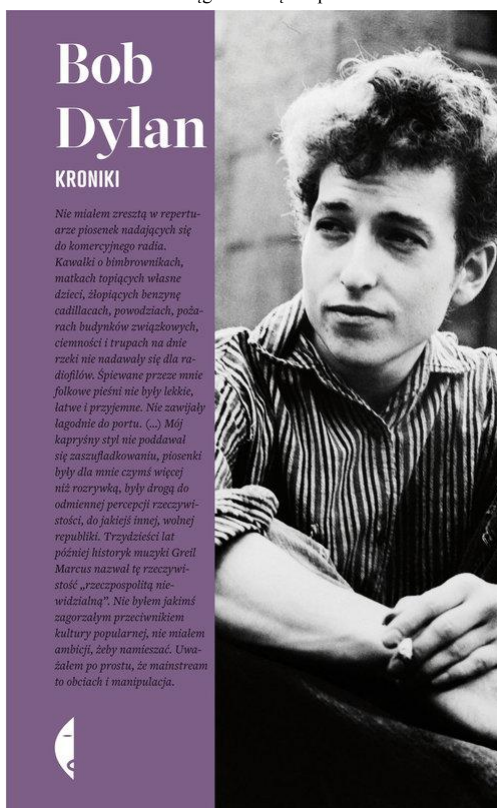 Bob
Dylan
KRONIKI
Nie miałem zresztą w repertu-
arze piosenek nadających się
do komercyjnego radia.
Kawałki o bimbrownikach,
matkach topiących własne
dzieci, żłopiących benzynę
cadillacach, powodziach, poża-
rach budynków związkowych,
ciemności i trupach na dnie
rzeki nie nadawały się dla ra-
diofilów. Śpiewane przeze mnie
folkowe pieśni nie były lekkie,
łatwe i przyjemne. Nie zawijały
łagodnie do portu. (...) Mój
kapryśny styl nie poddawał
się zaszufladkowaniu, piosenki
były dla mnie czymś więcej
niż rozrywką, były drogą do
odmiennej percepcji rzeczywi-
stości, do jakiejś innej, wolnej
republiki. Trzydzieści lat
później historyk muzyki Greil
Marcus nazwał tę rzeczywi-
stość „rzeczpospolitą nie-
widzialną”. Nie byłem jakimś
zagorzałym przeciwnikiem
kultury popularnej, nie miałem
ambicji, żeby namieszać. Uwa-
żałem po prostu, że mainstream
to obciach i manipulacja.